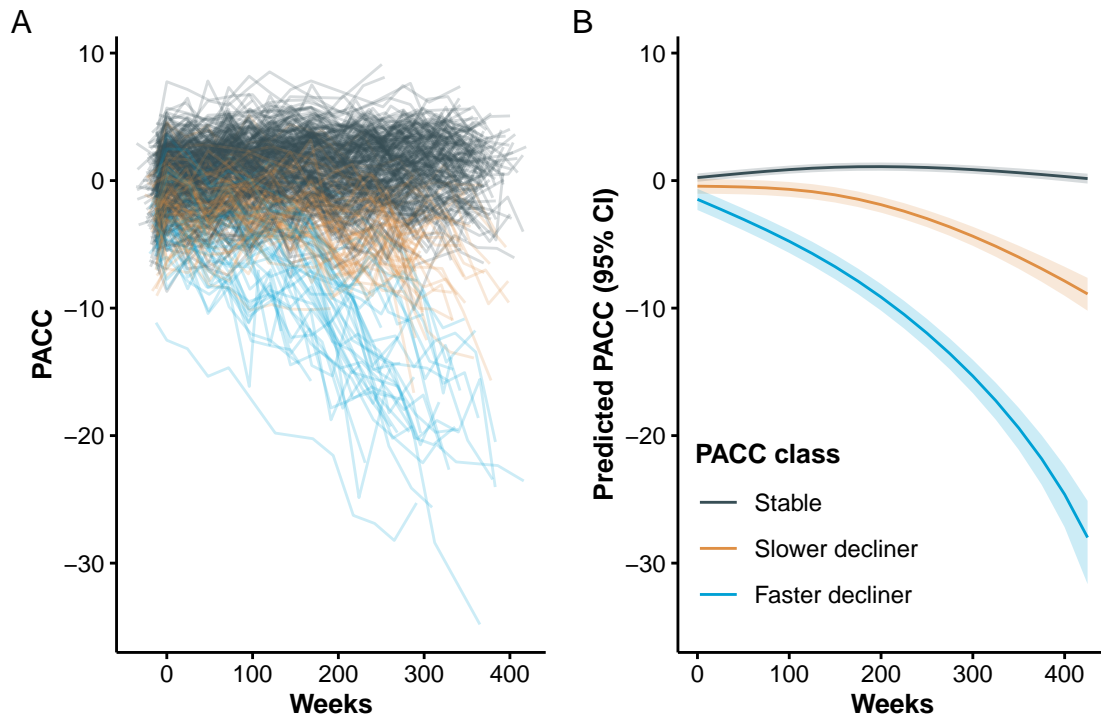 A
PACC
10
0
−10
−20
−30
0 100 200 300 400
Weeks
B
Predicted PACC (95% CI)
10
0
−10
−20
−30
PACC class
Stable
Slower decliner
Faster decliner
0 100 200 300 400
Weeks